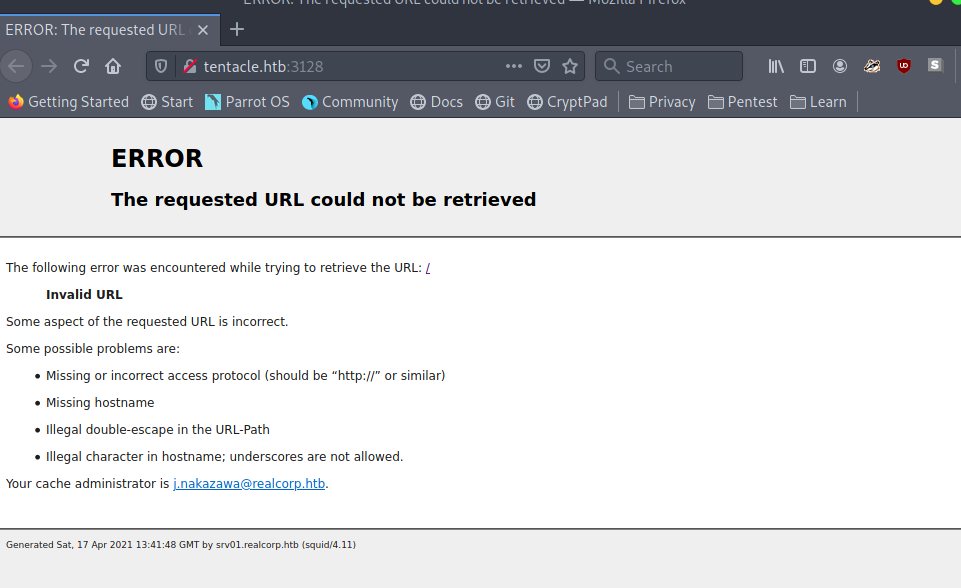 ERROR: The requested URL could not be retrieved — Mozilla Firefox
ERROR: The requested URL
tentacle.htb:3128
Search
Getting Started Start Parrot OS Community Docs Git CryptPad Privacy Pentest Learn
ERROR
The requested URL could not be retrieved
The following error was encountered while trying to retrieve the URL: /
Invalid URL
Some aspect of the requested URL is incorrect.
Some possible problems are:
• Missing or incorrect access protocol (should be “http://” or similar)
• Missing hostname
• Illegal double-escape in the URL-Path
• Illegal character in hostname; underscores are not allowed.
Your cache administrator is j.nakazawa@realcorp.htb.
Generated Sat, 17 Apr 2021 13:41:48 GMT by srv01.realcorp.htb (squid/4.11)